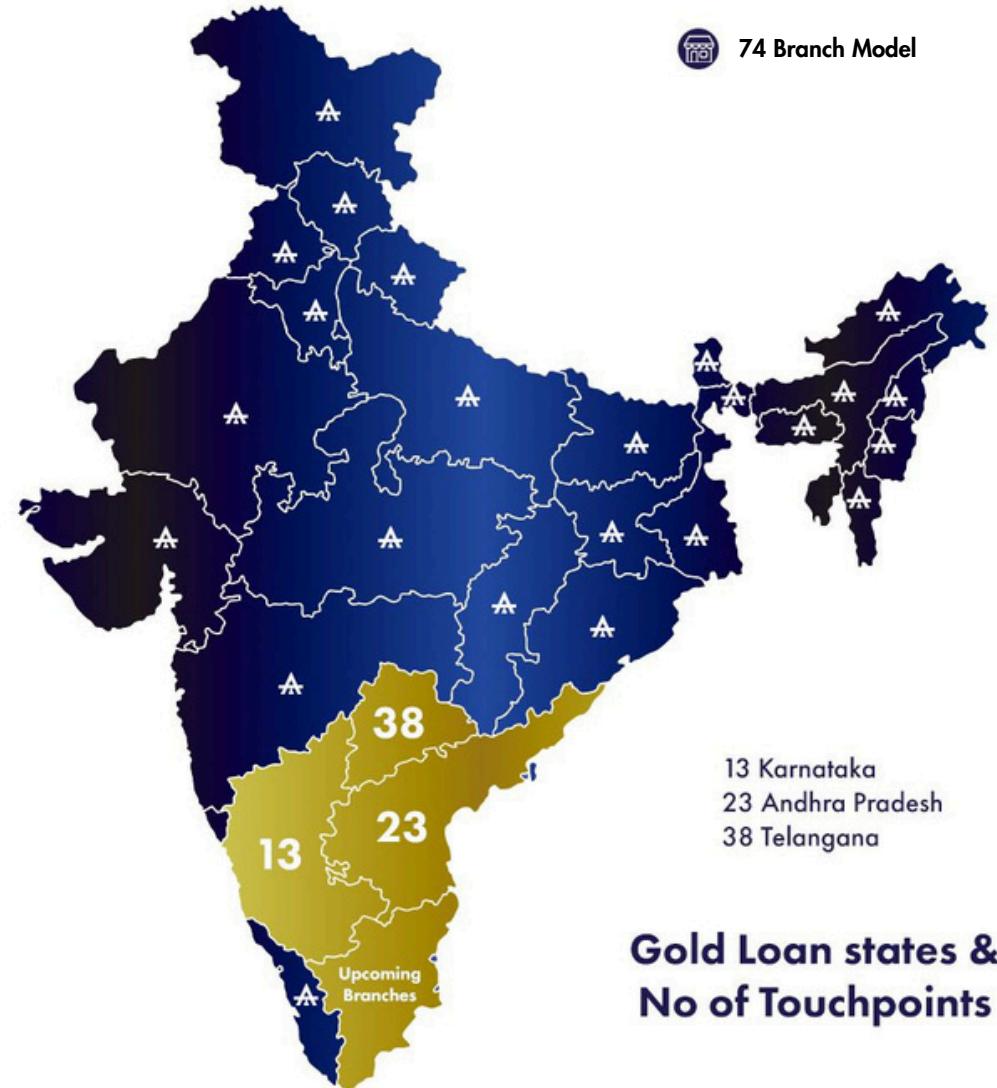 74 Branch Model
38
23
13
Upcoming
Branches
13 Karnataka
23 Andhra Pradesh
38 Telangana
Gold Loan states &
No of Touchpoints